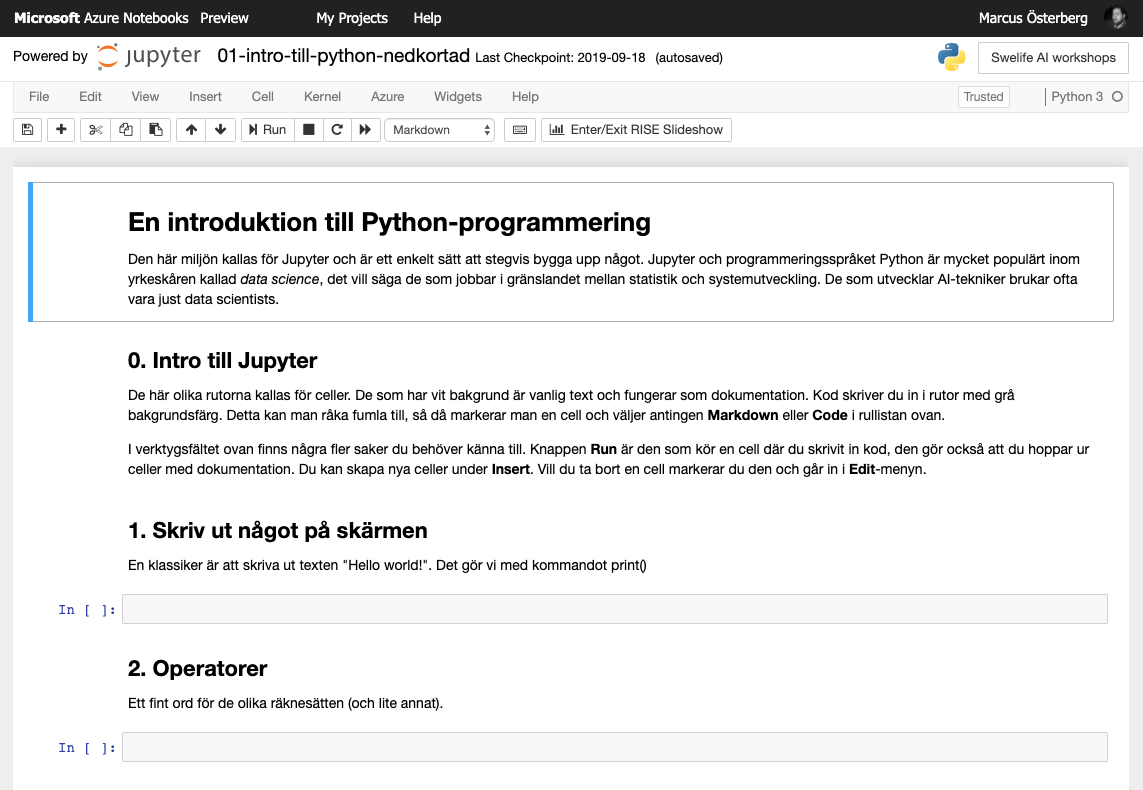 Microsoft Azure Notebooks Preview My Projects Help Marcus Österberg
Powered by jupyter 01-intro-till-python-nedkortad Last Checkpoint: 2019-09-18 (autosaved) Swelife AI workshops
File Edit View Insert Cell Kernel Azure Widgets Help Trusted Python 3
Run Markdown Enter/Exit RISE Slideshow
En introduktion till Python-programmering
Den här miljön kallas för Jupyter och är ett enkelt sätt att stegvis bygga upp något. Jupyter och programmeringsspråket Python är mycket populärt inom
yrkeskåren kallad data science, det vill säga de som jobbar i gränslandet mellan statistik och systemutveckling. De som utvecklar AI-tekniker brukar ofta
vara just data scientists.
0. Intro till Jupyter
De här olika rutorna kallas för celler. De som har vit bakgrund är vanlig text och fungerar som dokumentation. Kod skriver du in i rutor med grå
bakgrundsfärg. Detta kan man råka fumla till, så då markerar man en cell och väljer antingen Markdown eller Code i rullistan ovan.
I verktygsfältet ovan finns några fler saker du behöver känna till. Knappen Run är den som kör en cell där du skrivit in kod, den gör också att du hoppar ur
celler med dokumentation. Du kan skapa nya celler under Insert. Vill du ta bort en cell markerar du den och går in i Edit-menyn.
1. Skriv ut något på skärmen
En klassiker är att skriva ut texten "Hello world!". Det gör vi med kommandot print()
In [ ]:
2. Operatorer
Ett fint ord för de olika räknesätten (och lite annat).
In [ ]: